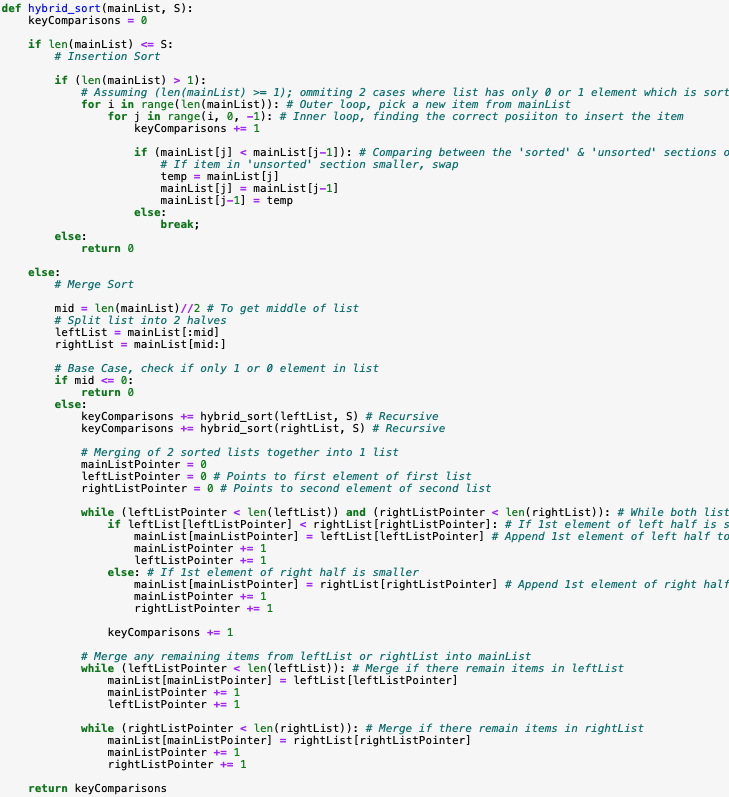 def hybrid_sort(mainList, S):
    keyComparisons = 0

    if len(mainList) <= S:
        # Insertion Sort

        if (len(mainList) > 1):
            # Assuming (len(mainList) >= 1); ommiting 2 cases where list has only 0 or 1 element which is sort
            for i in range(len(mainList)): # Outer loop, pick a new item from mainList
                for j in range(i, 0, -1): # Inner loop, finding the correct posiiton to insert the item
                    keyComparisons += 1

                    if (mainList[j] < mainList[j-1]): # Comparing between the 'sorted' & 'unsorted' sections o
                        # If item in 'unsorted' section smaller, swap
                        temp = mainList[j]
                        mainList[j] = mainList[j-1]
                        mainList[j-1] = temp
                    else:
                        break;
        else:
            return 0

    else:
        # Merge Sort

        mid = len(mainList)//2 # To get middle of list
        # Split list into 2 halves
        leftList = mainList[:mid]
        rightList = mainList[mid:]

        # Base Case, check if only 1 or 0 element in list
        if mid <= 0:
            return 0
        else:
            keyComparisons += hybrid_sort(leftList, S) # Recursive
            keyComparisons += hybrid_sort(rightList, S) # Recursive

            # Merging of 2 sorted lists together into 1 list
            mainListPointer = 0
            leftListPointer = 0 # Points to first element of first list
            rightListPointer = 0 # Points to second element of second list

            while (leftListPointer < len(leftList)) and (rightListPointer < len(rightList)): # While both list
                if leftList[leftListPointer] < rightList[rightListPointer]: # If 1st element of left half is s
                    mainList[mainListPointer] = leftList[leftListPointer] # Append 1st element of left half to
                    mainListPointer += 1
                    leftListPointer += 1
                else: # If 1st element of right half is smaller
                    mainList[mainListPointer] = rightList[rightListPointer] # Append 1st element of right half
                    mainListPointer += 1
                    rightListPointer += 1

                keyComparisons += 1

            # Merge any remaining items from leftList or rightList into mainList
            while (leftListPointer < len(leftList)): # Merge if there remain items in leftList
                mainList[mainListPointer] = leftList[leftListPointer]
                mainListPointer += 1
                leftListPointer += 1

            while (rightListPointer < len(rightList)): # Merge if there remain items in rightList
                mainList[mainListPointer] = rightList[rightListPointer]
                mainListPointer += 1
                rightListPointer += 1

    return keyComparisons